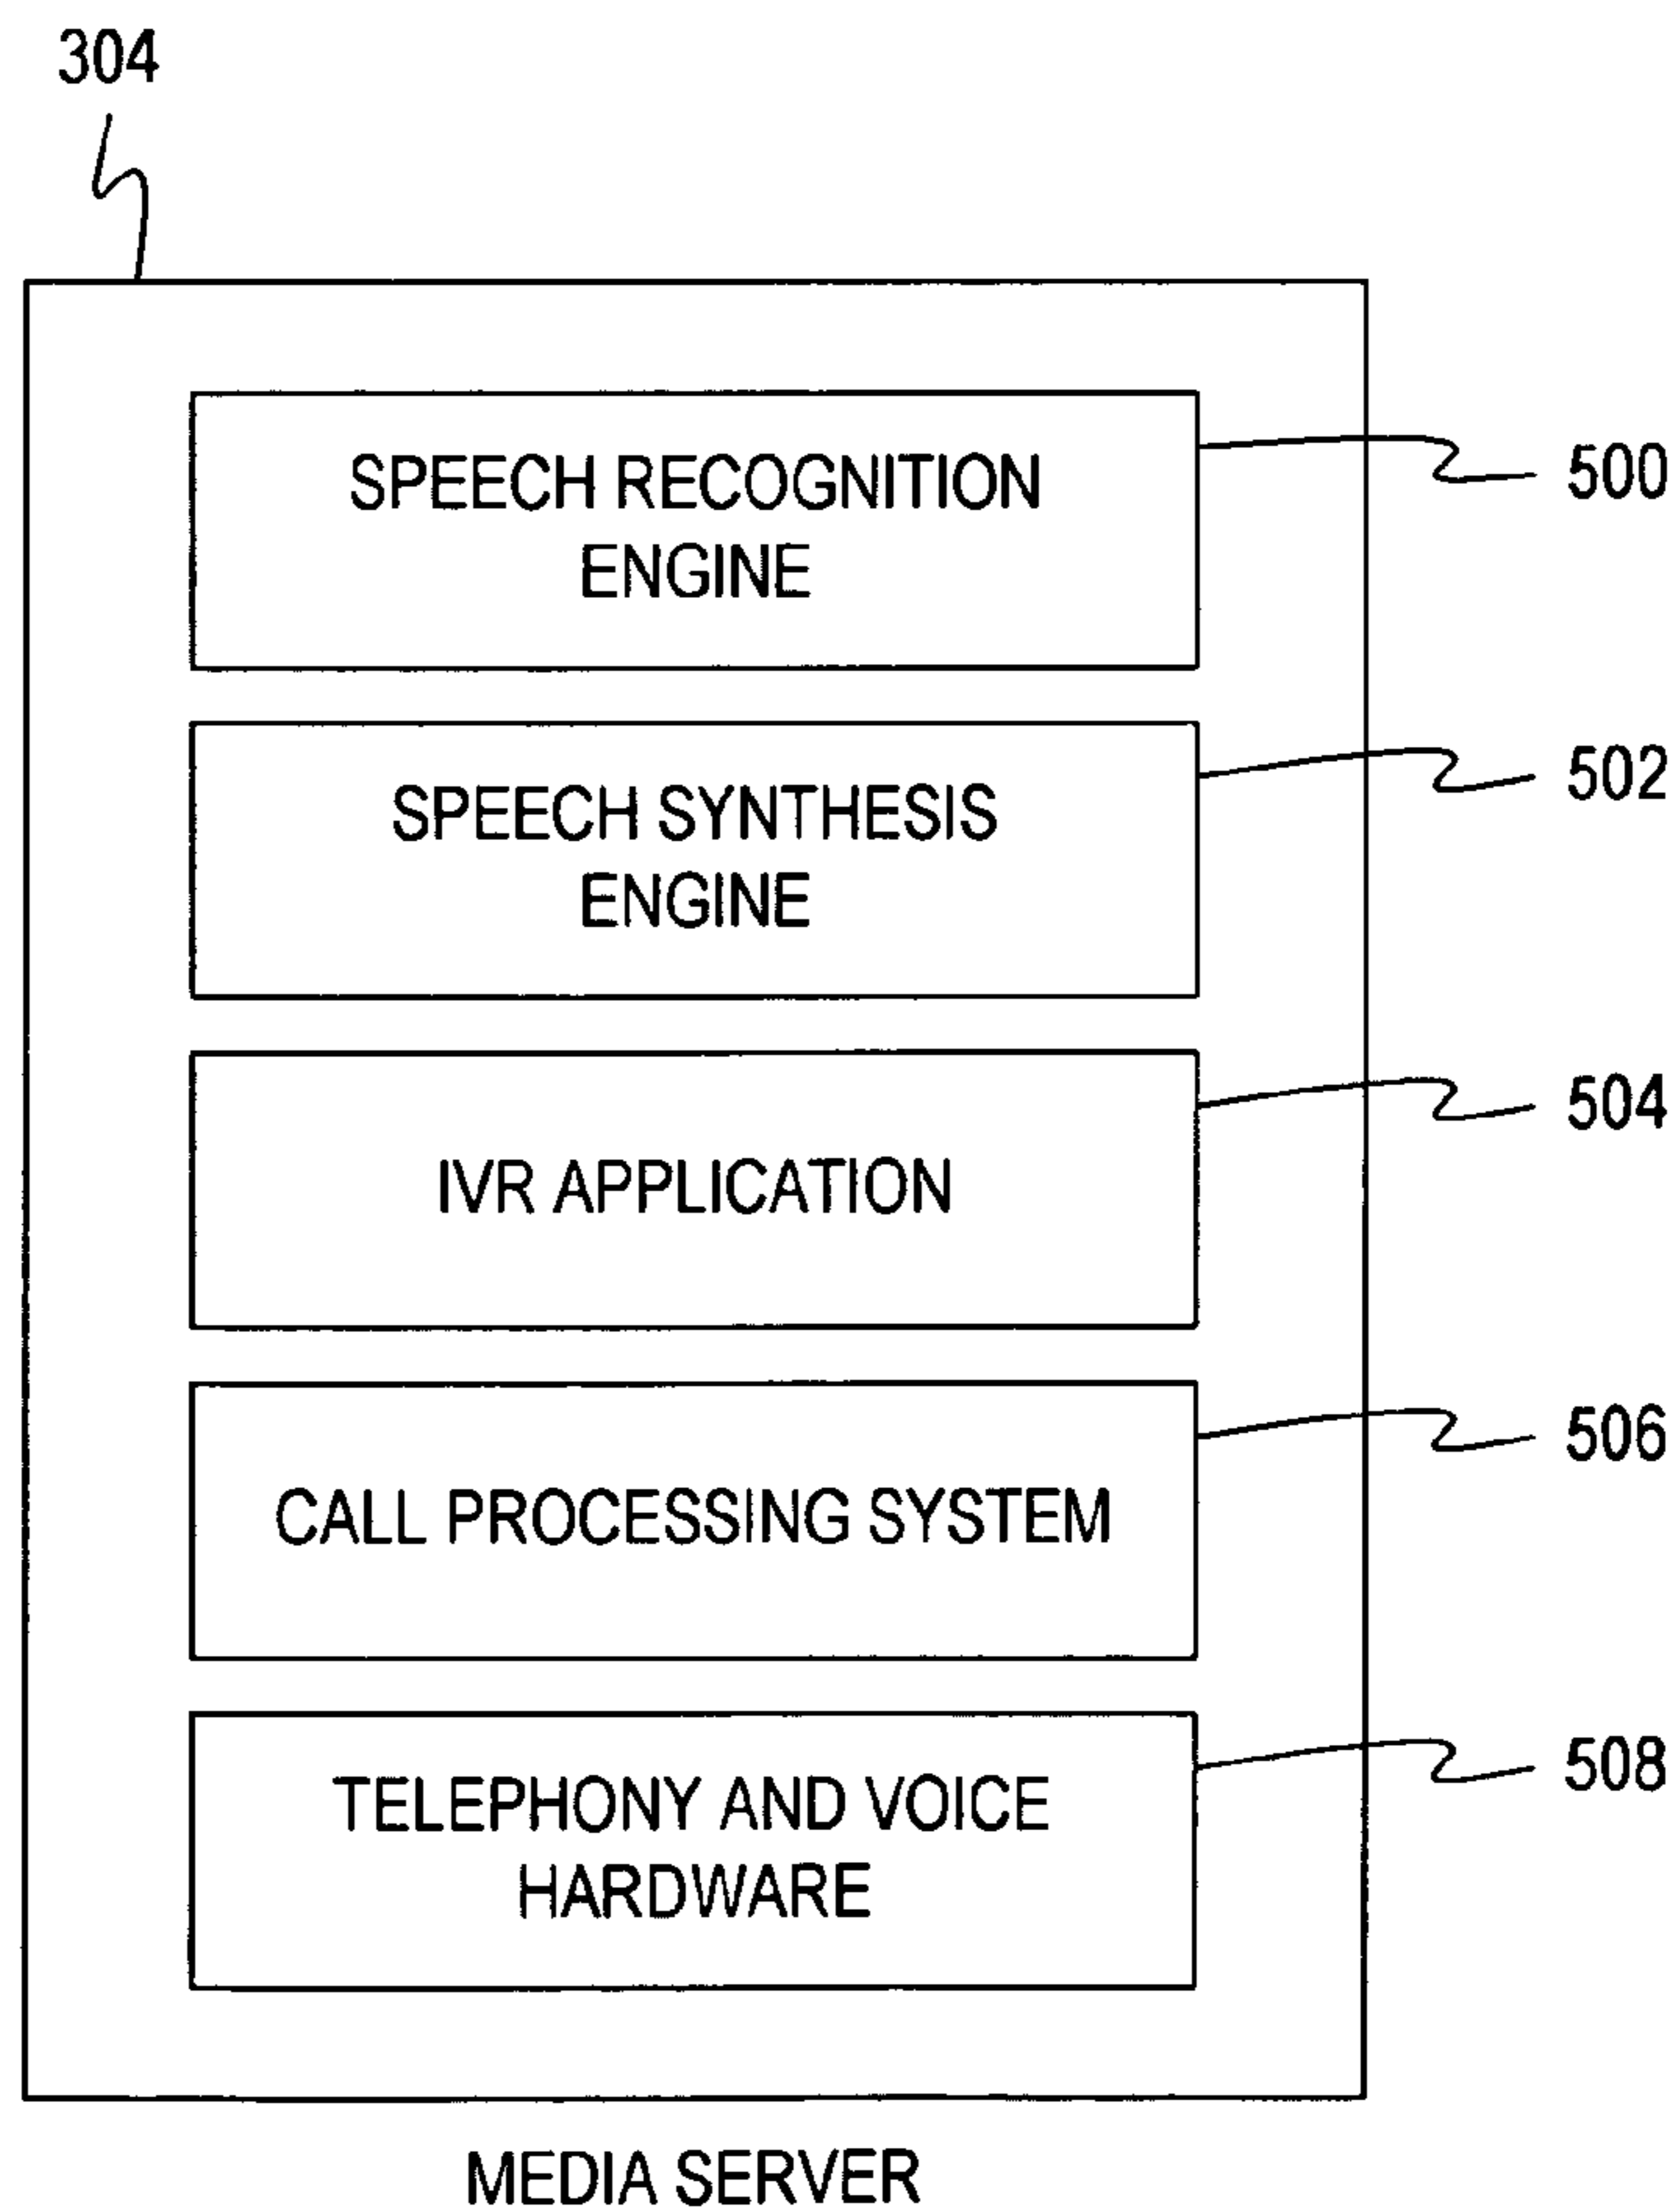 304
SPEECH RECOGNITION
ENGINE
500
SPEECH SYNTHESIS
ENGINE
502
IVR APPLICATION
504
CALL PROCESSING SYSTEM
506
TELEPHONY AND VOICE
HARDWARE
508
MEDIA SERVER